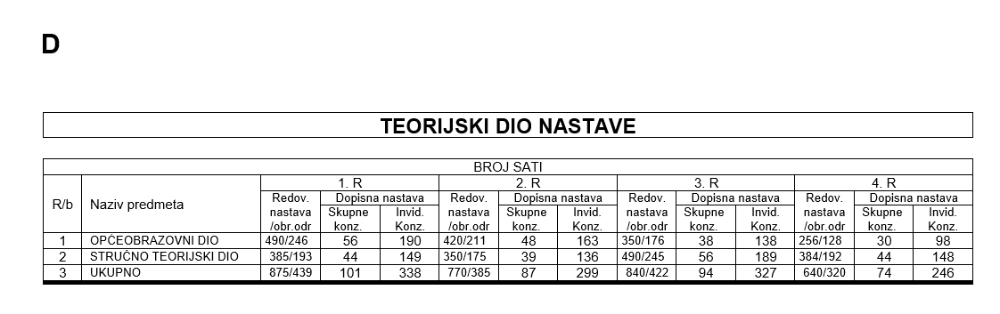 D
TEORIJSKI DIO NASTAVE
BROJ SATI
R/b Naziv predmeta 1. R 2. R 3. R 4. R
Redov. nastava /obr.odr Dopisna nastava Redov. nastava /obr.odr Dopisna nastava Redov. nastava /obr.odr Dopisna nastava Redov. nastava /obr.odr Dopisna nastava
Skupne konz. Invid. Konz. Skupne konz. Invid. Konz. Skupne konz. Invid. Konz. Skupne konz. Invid. Konz.
1 OPĆEOBRAZOVNI DIO 490/246 56 190 420/211 48 163 350/176 38 138 256/128 30 98
2 STRUČNO TEORIJSKI DIO 385/193 44 149 350/175 39 136 490/245 56 189 384/192 44 148
3 UKUPNO 875/439 101 338 770/385 87 299 840/422 94 327 640/320 74 246